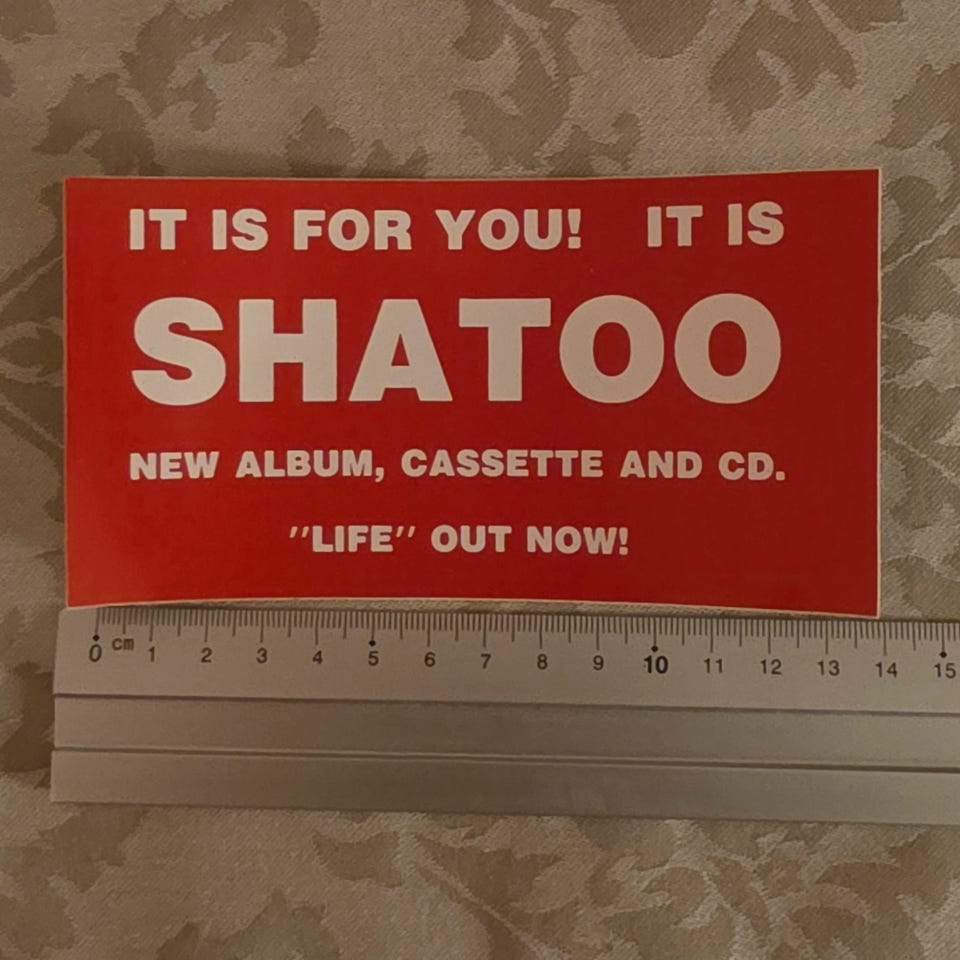 IT IS FOR YOU! IT IS
SHATOO
NEW ALBUM, CASSETTE AND CD.
"LIFE" OUT NOW!
0 cm 1 2 3 4 5 6 7 8 9 10 11 12 13 14 15